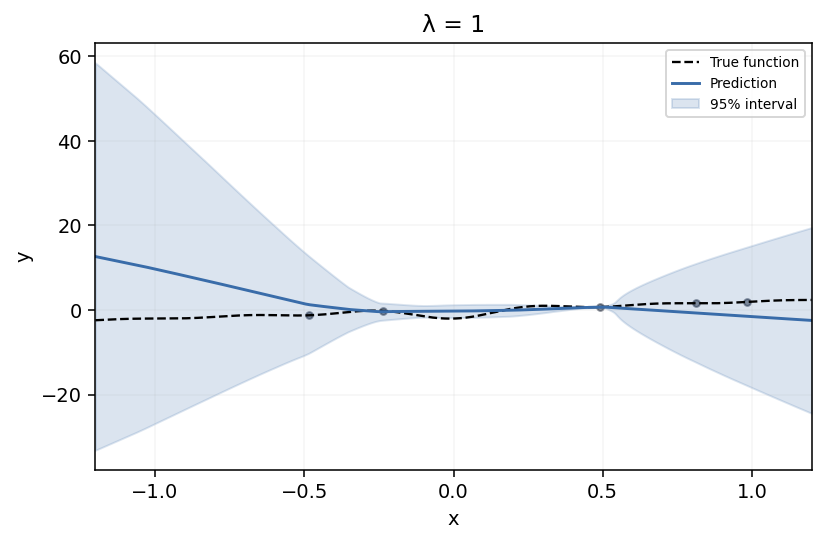 λ = 1
60
40
20
0
−20
y
−1.0
−0.5
0.0
0.5
1.0
x
True function
Prediction
95% interval